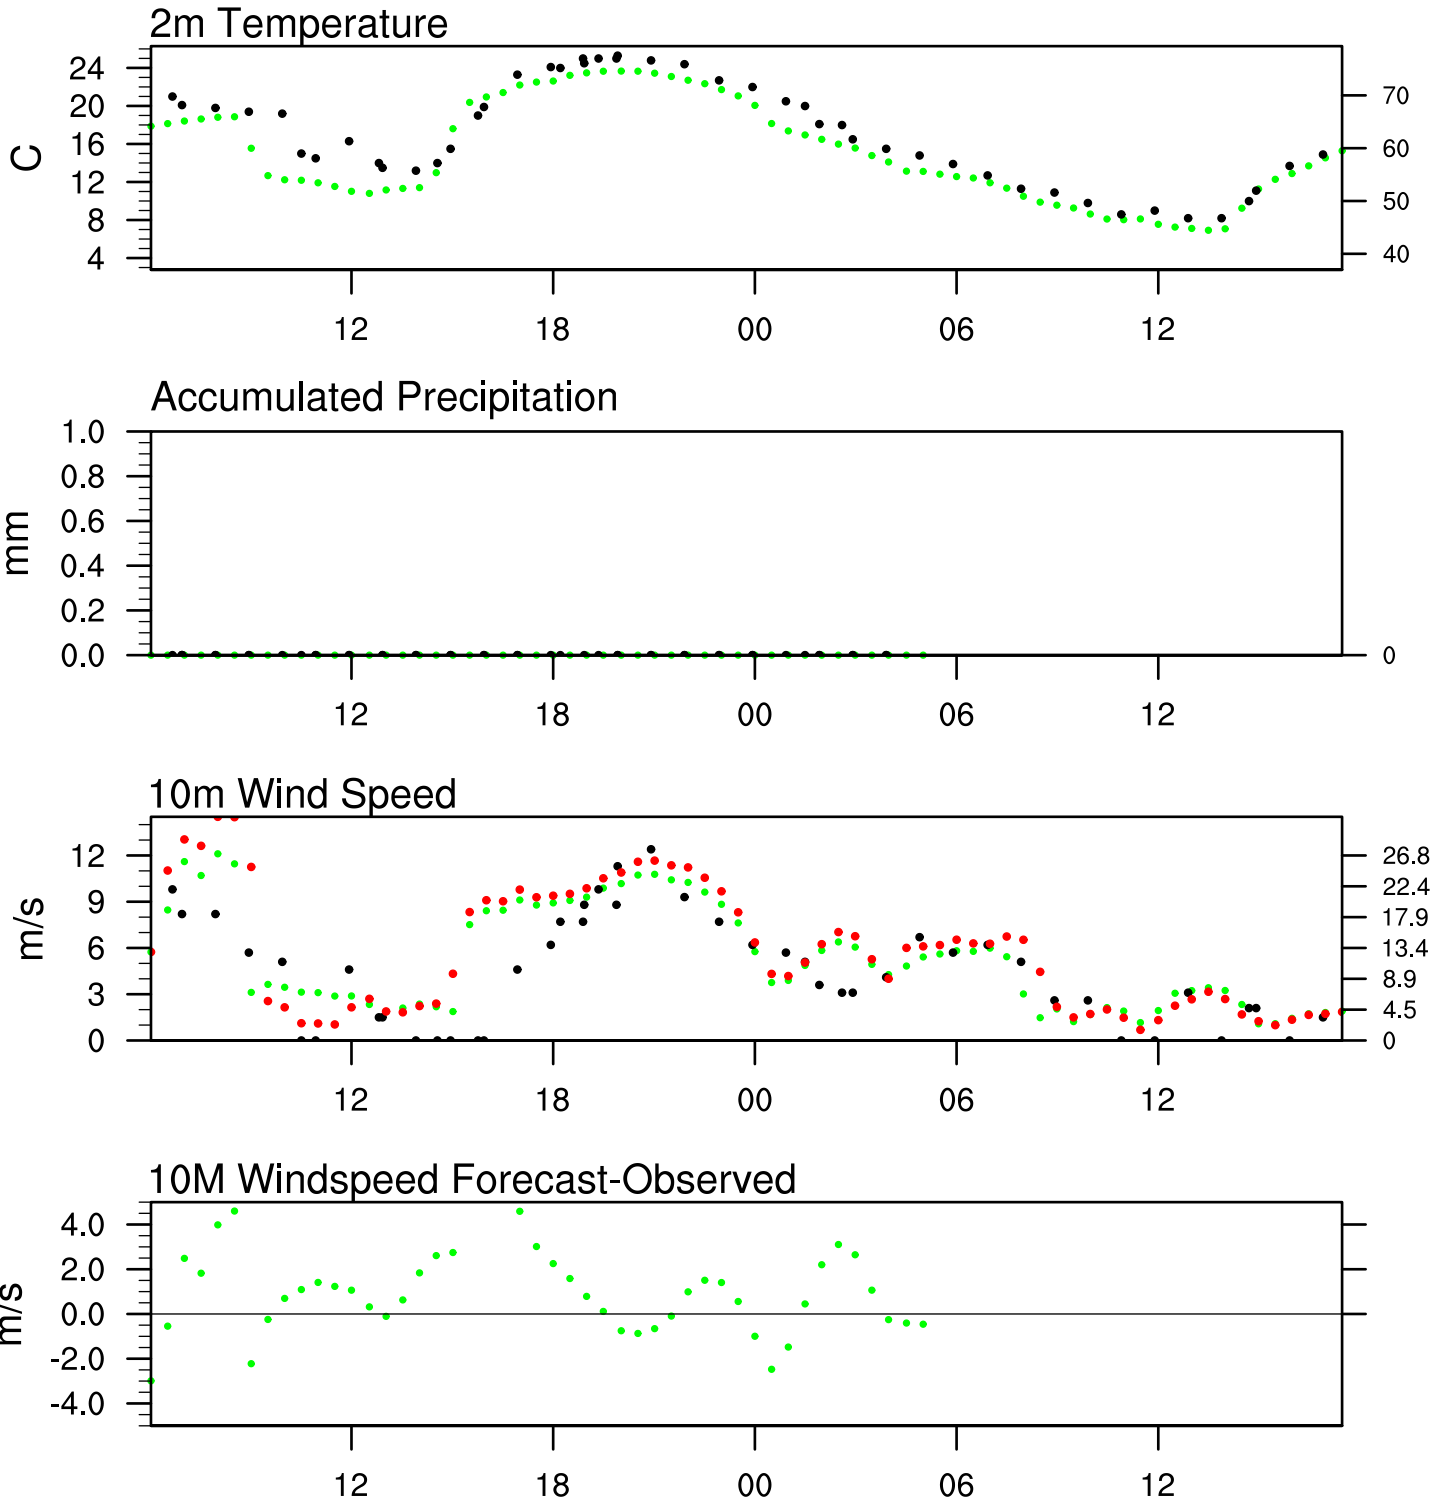 2m Temperature
24
20
16
12
8
4
C
70
60
50
40
12 18 00 06 12
Accumulated Precipitation
1.0
0.8
0.6
0.4
0.2
0.0
mm
0
12 18 00 06 12
10m Wind Speed
12
9
6
3
0
m/s
26.8
22.4
17.9
13.4
8.9
4.5
0
12 18 00 06 12
10M Windspeed Forecast-Observed
4.0
2.0
0.0
-2.0
-4.0
m/s
12 18 00 06 12